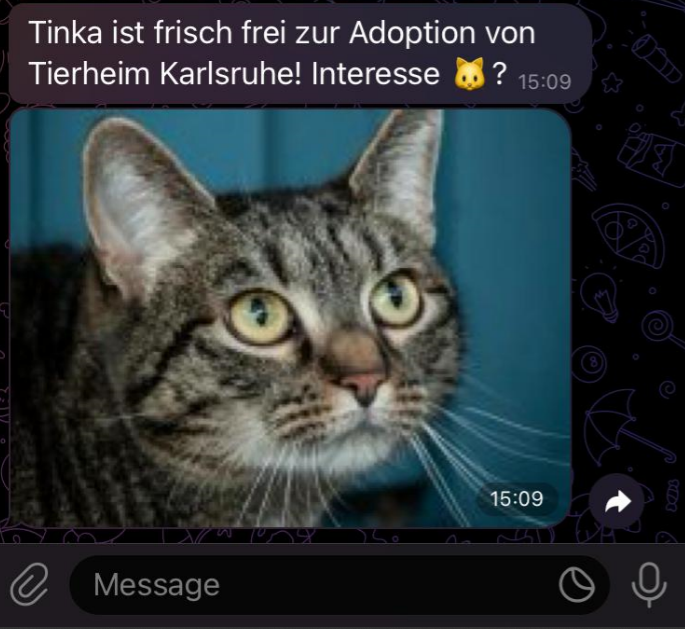 Tinka ist frisch frei zur Adoption von
Tierheim Karlsruhe! Interesse 🐱? 15:09
15:09
Message